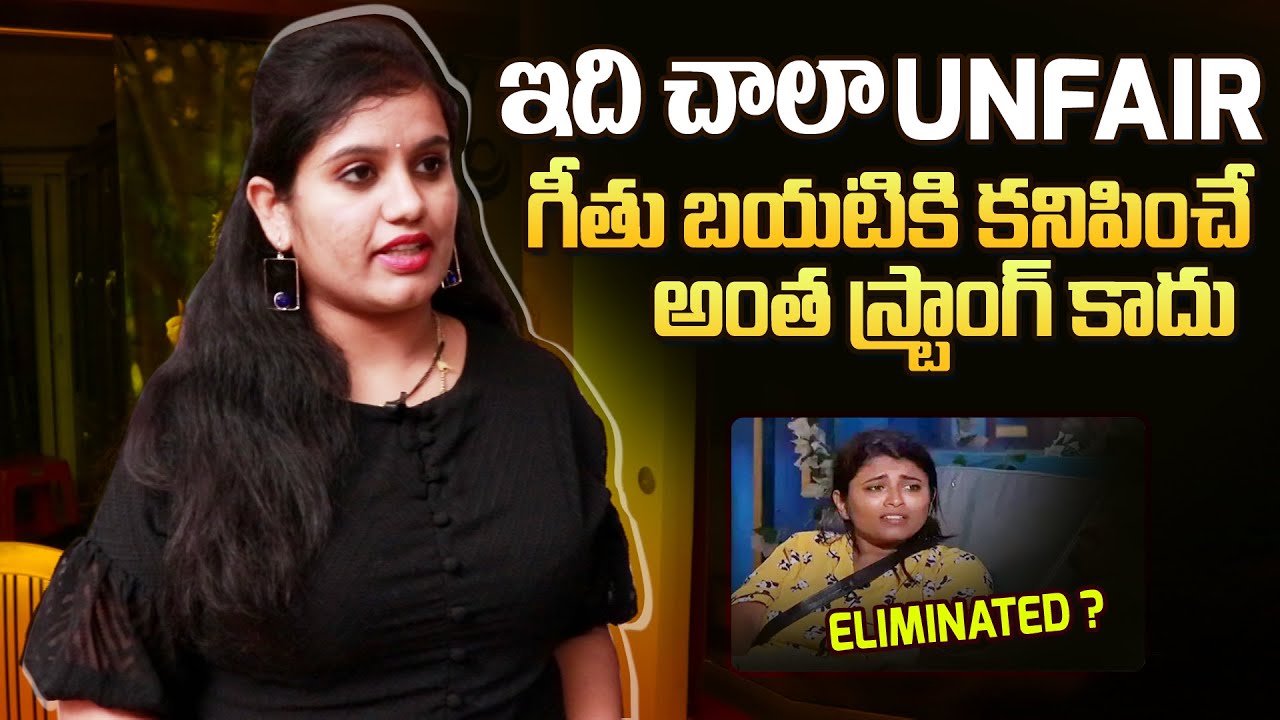 ఇది చాలా UNFAIR
గీతు బయటికి కనిపించే
అంత స్ట్రాంగ్ కాదు
ELIMINATED ?